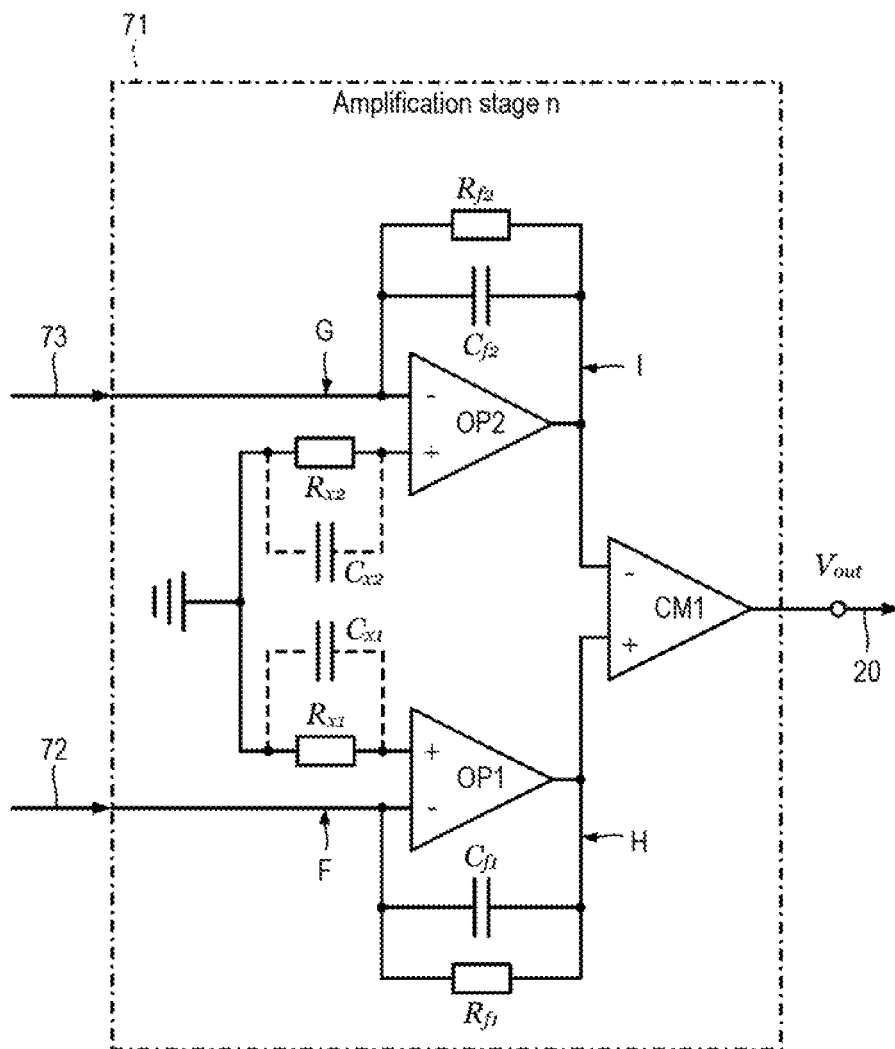 71
Amplification stage n
Rf2
Cf2
73
G
I
-
OP2
+
Rx2
Cx2
-
CM1
+
Vout
20
Cx1
Rx1
+
OP1
-
72
F
H
Cf1
Rf1